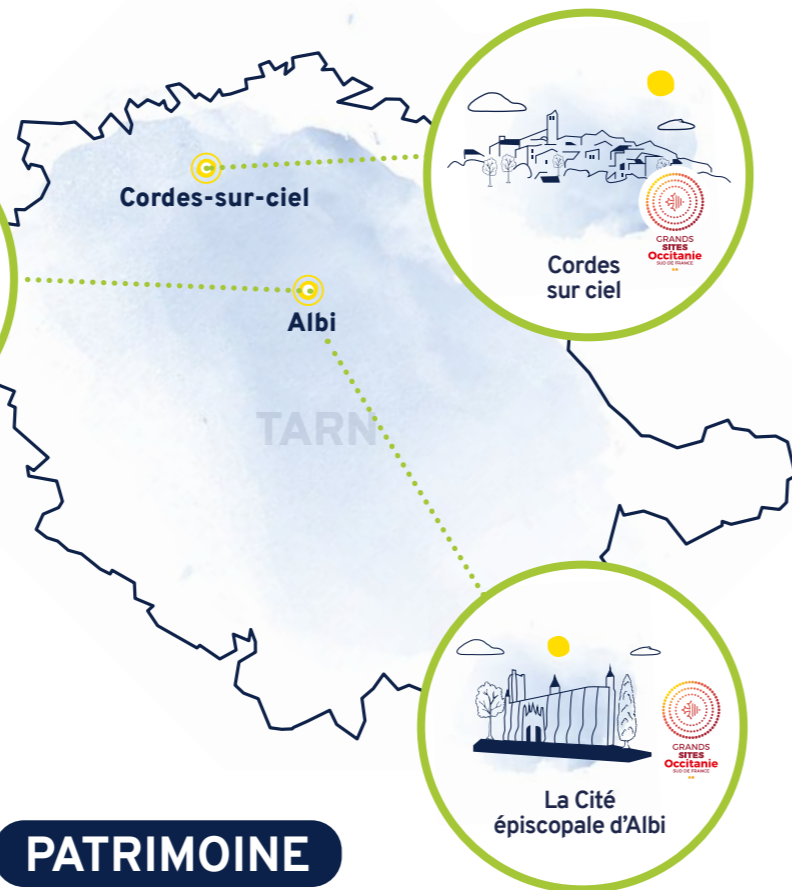 Cordes-sur-ciel
Albi
TARN
GRANDS
SITES
Occitanie
SUD DE FRANCE
Cordes
sur ciel
GRANDS
SITES
Occitanie
SUD DE FRANCE
La Cité
épiscopale d'Albi
PATRIMOINE